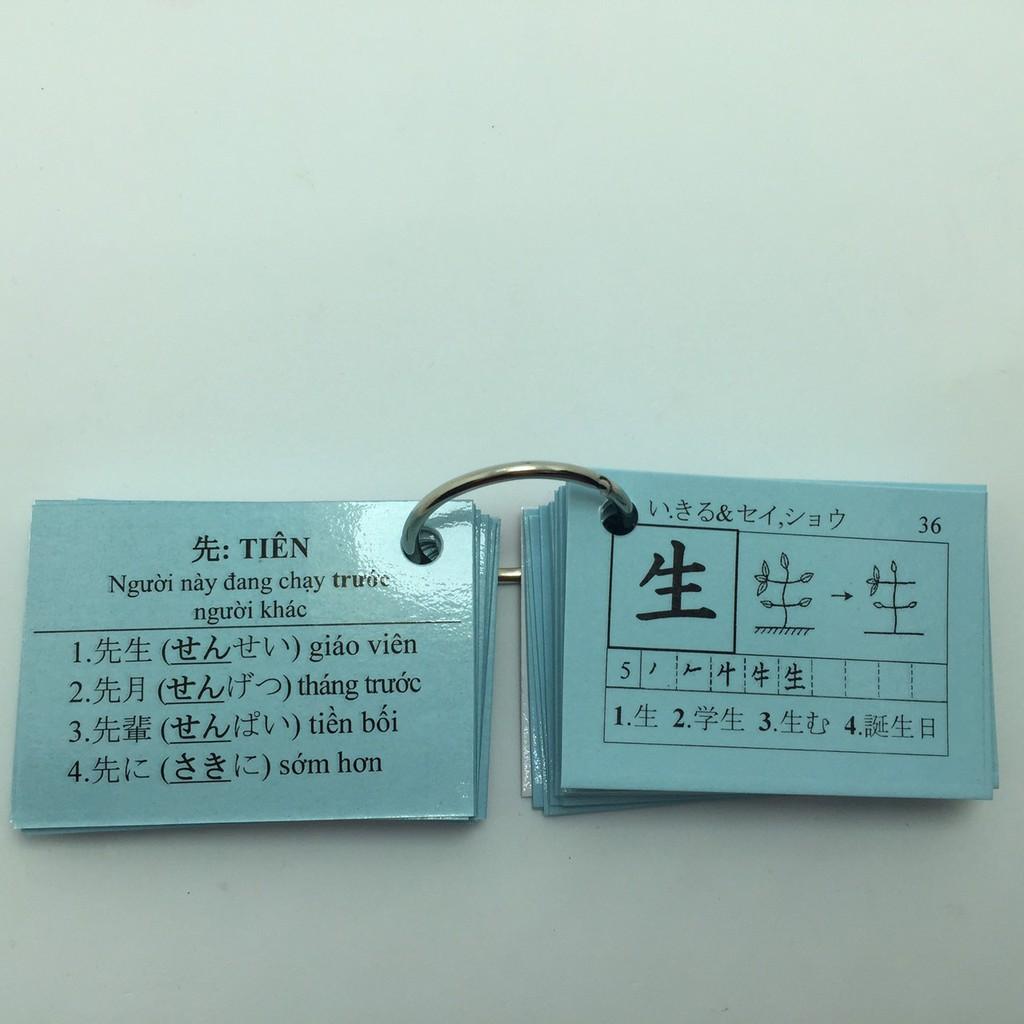 先: TIÊN
Người này đang chạy trước
người khác
1.先生 (せんせい) giáo viên
2.先月 (せんげつ) tháng trước
3.先輩 (せんぱい) tiền bối
4.先に (さきに) sớm hơn
い.きる&セイ,ショウ 36
生
5
1.生 2.学生 3.生む 4.誕生日